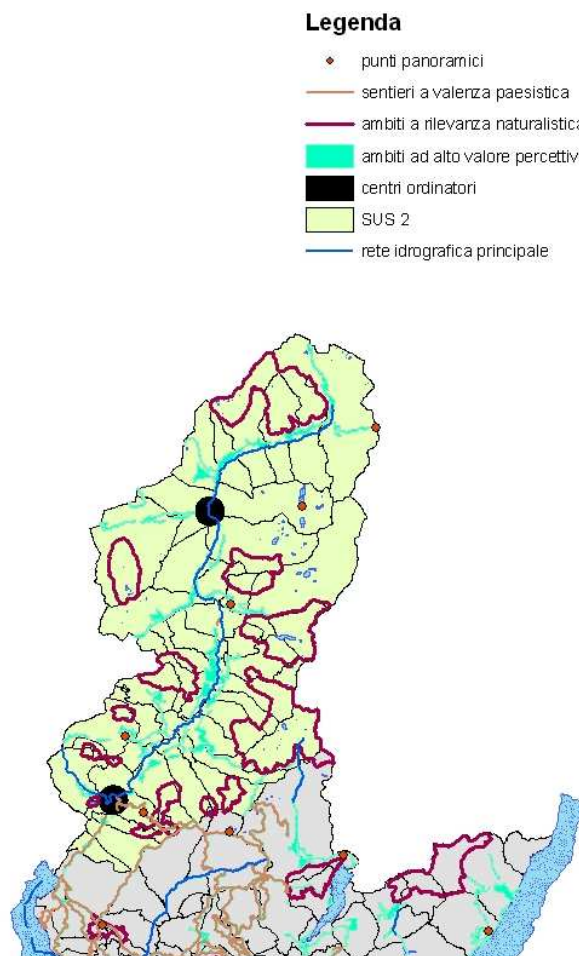 Legenda
punti panoramici
sentieri a valenza paesistica
ambiti a rilevanza naturalistica
ambiti ad alto valore percettiv
centri ordinatori
SUS 2
rete idrografica principale